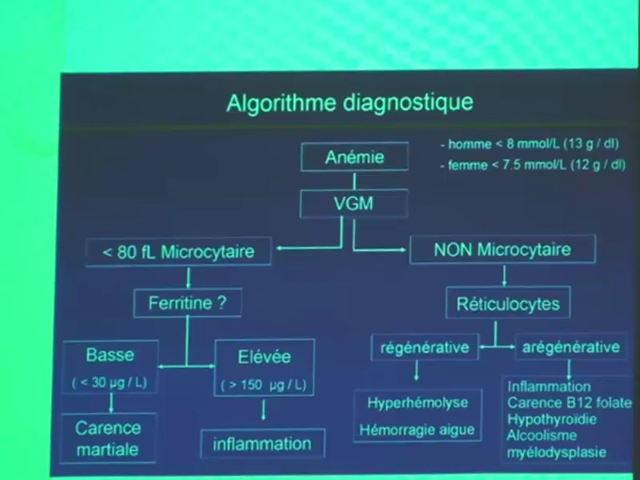 Algorithme diagnostique
Anémie
- homme < 8 mmol/L (13 g / dl)
- femme < 7.5 mmol/L (12 g / dl)
VGM
< 80 fL Microcytaire
NON Microcytaire
Ferritine ?
Réticulocytes
Basse
( < 30 µg / L)
Elévée
( > 150 µg / L)
régénérative
arégénérative
Carence
martiale
inflammation
Hyperhémolyse
Hémorragie aigue
Inflammation
Carence B12 folate
Hypothyroïdie
Alcoolisme
myélodysplasie